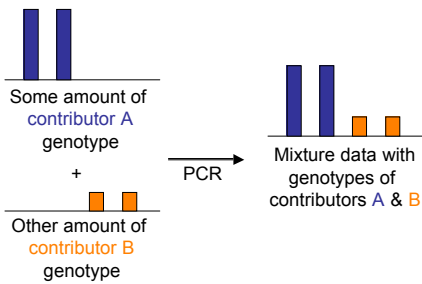 Some amount of
contributor A
genotype
+
Other amount of
contributor B
genotype
PCR
Mixture data with
genotypes of
contributors A & B